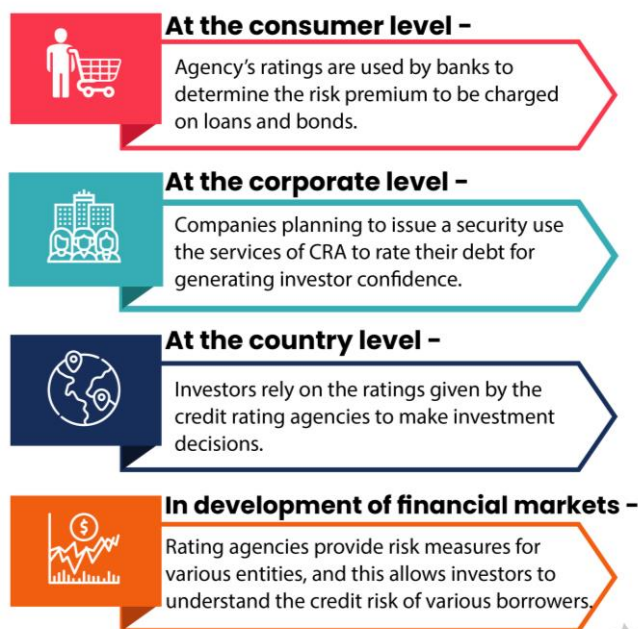 At the consumer level –
Agency’s ratings are used by banks to
determine the risk premium to be charged
on loans and bonds.
At the corporate level –
Companies planning to issue a security use
the services of CRA to rate their debt for
generating investor confidence.
At the country level –
Investors rely on the ratings given by the
credit rating agencies to make investment
decisions.
In development of financial markets –
$
Rating agencies provide risk measures for
various entities, and this allows investors to
understand the credit risk of various borrowers.